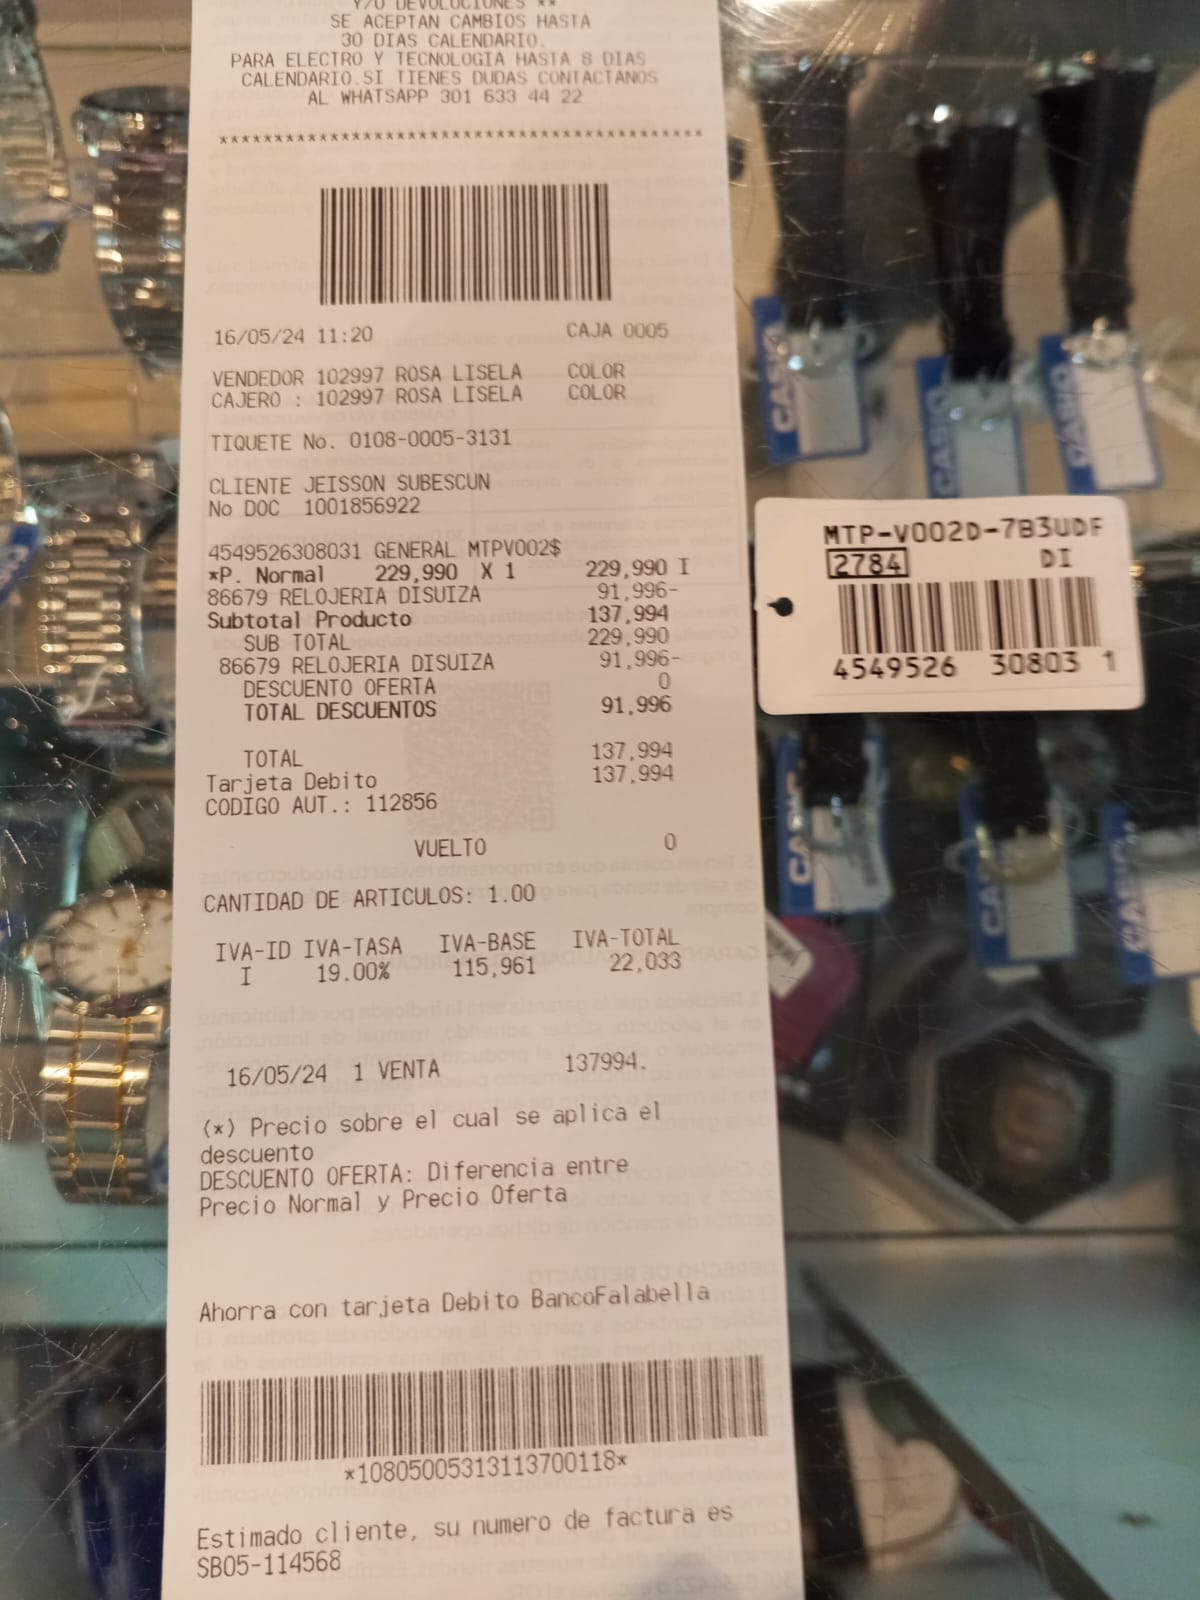 Y/O DEVOLUCIONES **
SE ACEPTAN CAMBIOS HASTA
30 DIAS CALENDARIO.
PARA ELECTRO Y TECNOLOGIA HASTA 8 DIAS
CALENDARIO.SI TIENES DUDAS CONTACTANOS
AL WHATSAPP 301 633 44 22
********************************************
16/05/24 11:20 CAJA 0005
VENDEDOR 102997 ROSA LISELA COLOR
CAJERO : 102997 ROSA LISELA COLOR
TIQUETE No. 0108-0005-3131
CLIENTE JEISSON SUBESCUN
No DOC 1001856922
4549526308031 GENERAL MTPV002$
*P. Normal 229,990 X 1 229,990 I
86679 RELOJERIA DISUIZA 91,996-
Subtotal Producto 137,994
SUB TOTAL 229,990
86679 RELOJERIA DISUIZA 91,996-
DESCUENTO OFERTA 0
TOTAL DESCUENTOS 91,996
TOTAL 137,994
Tarjeta Debito 137,994
CODIGO AUT.: 112856
VUELTO 0
CANTIDAD DE ARTICULOS: 1.00
IVA-ID IVA-TASA IVA-BASE IVA-TOTAL
I 19.00% 115,961 22,033
16/05/24 1 VENTA 137994.
(*) Precio sobre el cual se aplica el
descuento
DESCUENTO OFERTA: Diferencia entre
Precio Normal y Precio Oferta
Ahorra con tarjeta Debito BancoFalabella
*10805005313113700118*
Estimado cliente, su numero de factura es
SB05-114568
MTP-V002D-7B3UDF
2784 DI
4549526 30803 1
CASIO
CASIO
CASIO
CASIO
CASIO
CASIO